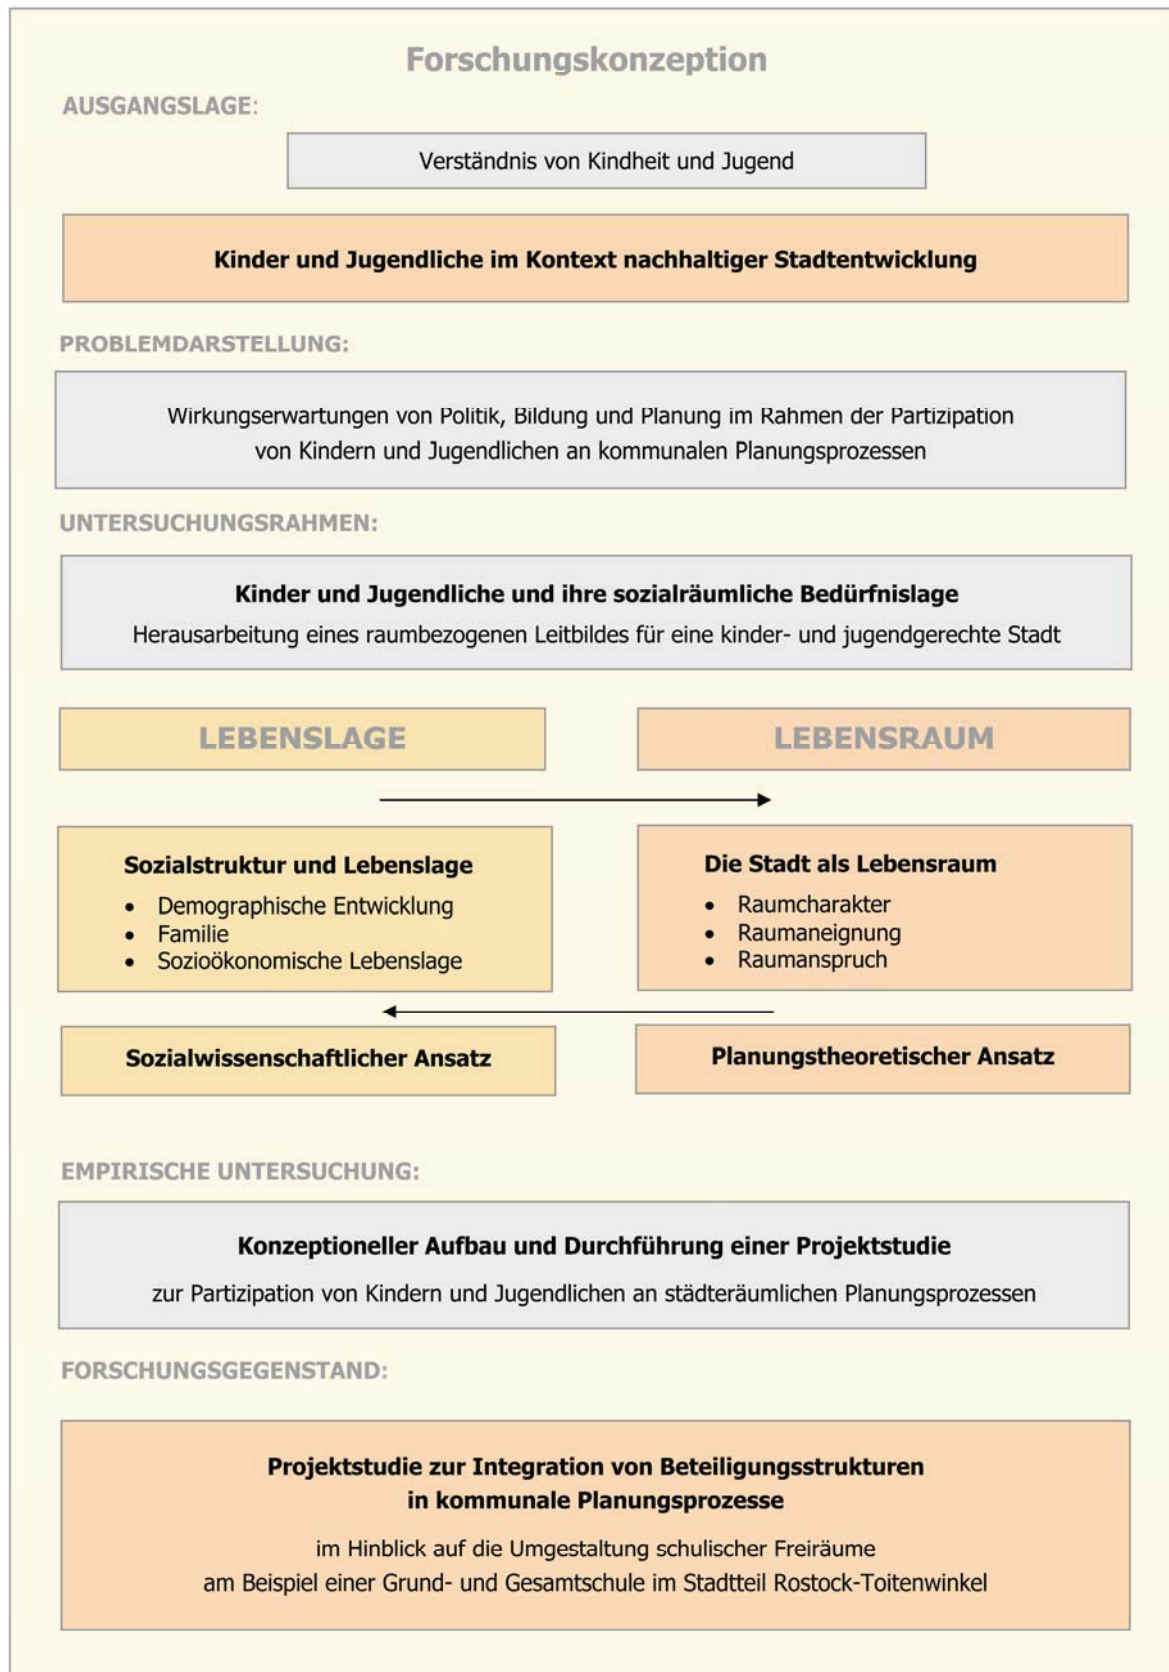 Forschungskonzeption
AUSGANGSLAGE:
Verständnis von Kindheit und Jugend
Kinder und Jugendliche im Kontext nachhaltiger Stadtentwicklung
PROBLEMDARSTELLUNG:
Wirkungserwartungen von Politik, Bildung und Planung im Rahmen der Partizipation
von Kindern und Jugendlichen an kommunalen Planungsprozessen
UNTERSUCHUNGSRAHMEN:
Kinder und Jugendliche und ihre sozialräumliche Bedürfnislage
Herausarbeitung eines raumbezogenen Leitbildes für eine kinder- und jugendgerechte Stadt
LEBENSLAGE
LEBENSRAUM
Sozialstruktur und Lebenslage
• Demographische Entwicklung
• Familie
• Sozioökonomische Lebenslage
Die Stadt als Lebensraum
• Raumcharakter
• Raumaneignung
• Raumanspruch
Sozialwissenschaftlicher Ansatz
Planungstheoretischer Ansatz
EMPIRISCHE UNTERSUCHUNG:
Konzeptioneller Aufbau und Durchführung einer Projektstudie
zur Partizipation von Kindern und Jugendlichen an städteräumlichen Planungsprozessen
FORSCHUNGSGEGENSTAND:
Projektstudie zur Integration von Beteiligungsstrukturen
in kommunale Planungsprozesse
im Hinblick auf die Umgestaltung schulischer Freiräume
am Beispiel einer Grund- und Gesamtschule im Stadtteil Rostock-Toitenwinkel